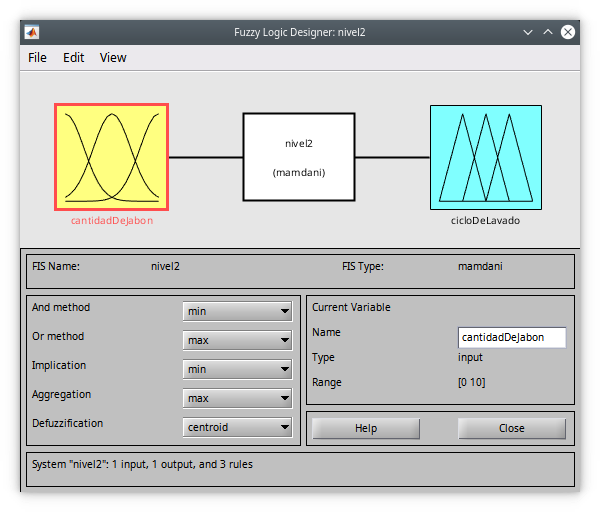 Fuzzy Logic Designer: nivel2
File Edit View
nivel2
(mamdani)
cantidadDeJabon
cicloDeLavado
FIS Name: nivel2 FIS Type: mamdani
And method min
Or method max
Implication min
Aggregation max
Defuzzification centroid
Current Variable
Name cantidadDeJabon
Type input
Range [0 10]
Help Close
System "nivel2": 1 input, 1 output, and 3 rules